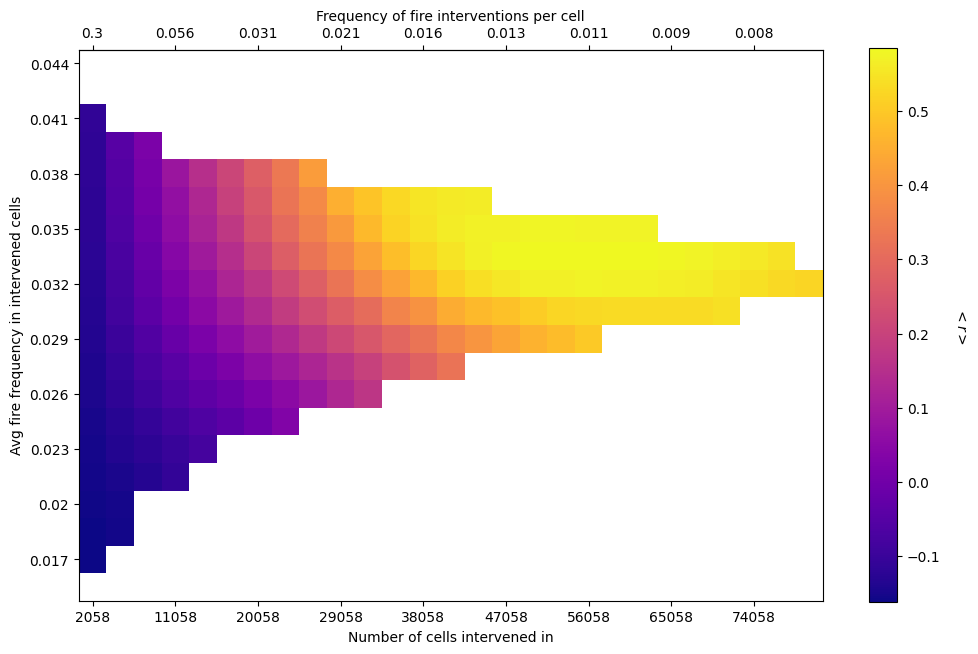 Frequency of fire interventions per cell
0.3 0.056 0.031 0.021 0.016 0.013 0.011 0.009 0.008
Avg fire frequency in intervened cells
0.044
0.041
0.038
0.035
0.032
0.029
0.026
0.023
0.02
0.017
2058 11058 20058 29058 38058 47058 56058 65058 74058
Number of cells intervened in
0.5
0.4
0.3
0.2
0.1
0.0
−0.1
< r >